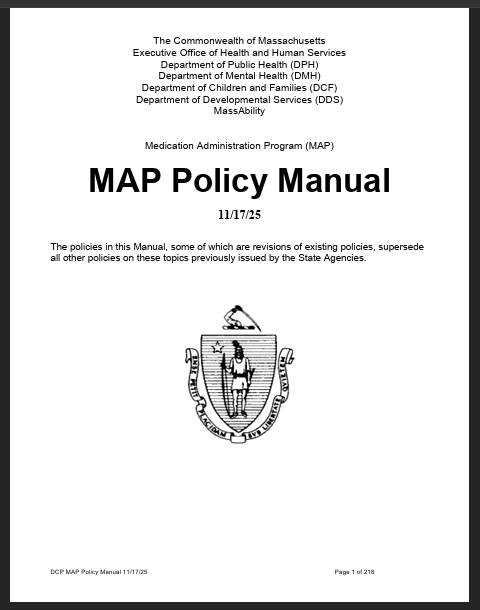 The Commonwealth of Massachusetts
Executive Office of Health and Human Services
Department of Public Health (DPH)
Department of Mental Health (DMH)
Department of Children and Families (DCF)
Department of Developmental Services (DDS)
MassAbility
Medication Administration Program (MAP)
MAP Policy Manual
11/17/25
The policies in this Manual, some of which are revisions of existing policies, supersede
all other policies on these topics previously issued by the State Agencies.
ENSE PETIT PLACIDAM SVB LIBERTATE QVIETEM
DCP MAP Policy Manual 11/17/25 Page 1 of 218